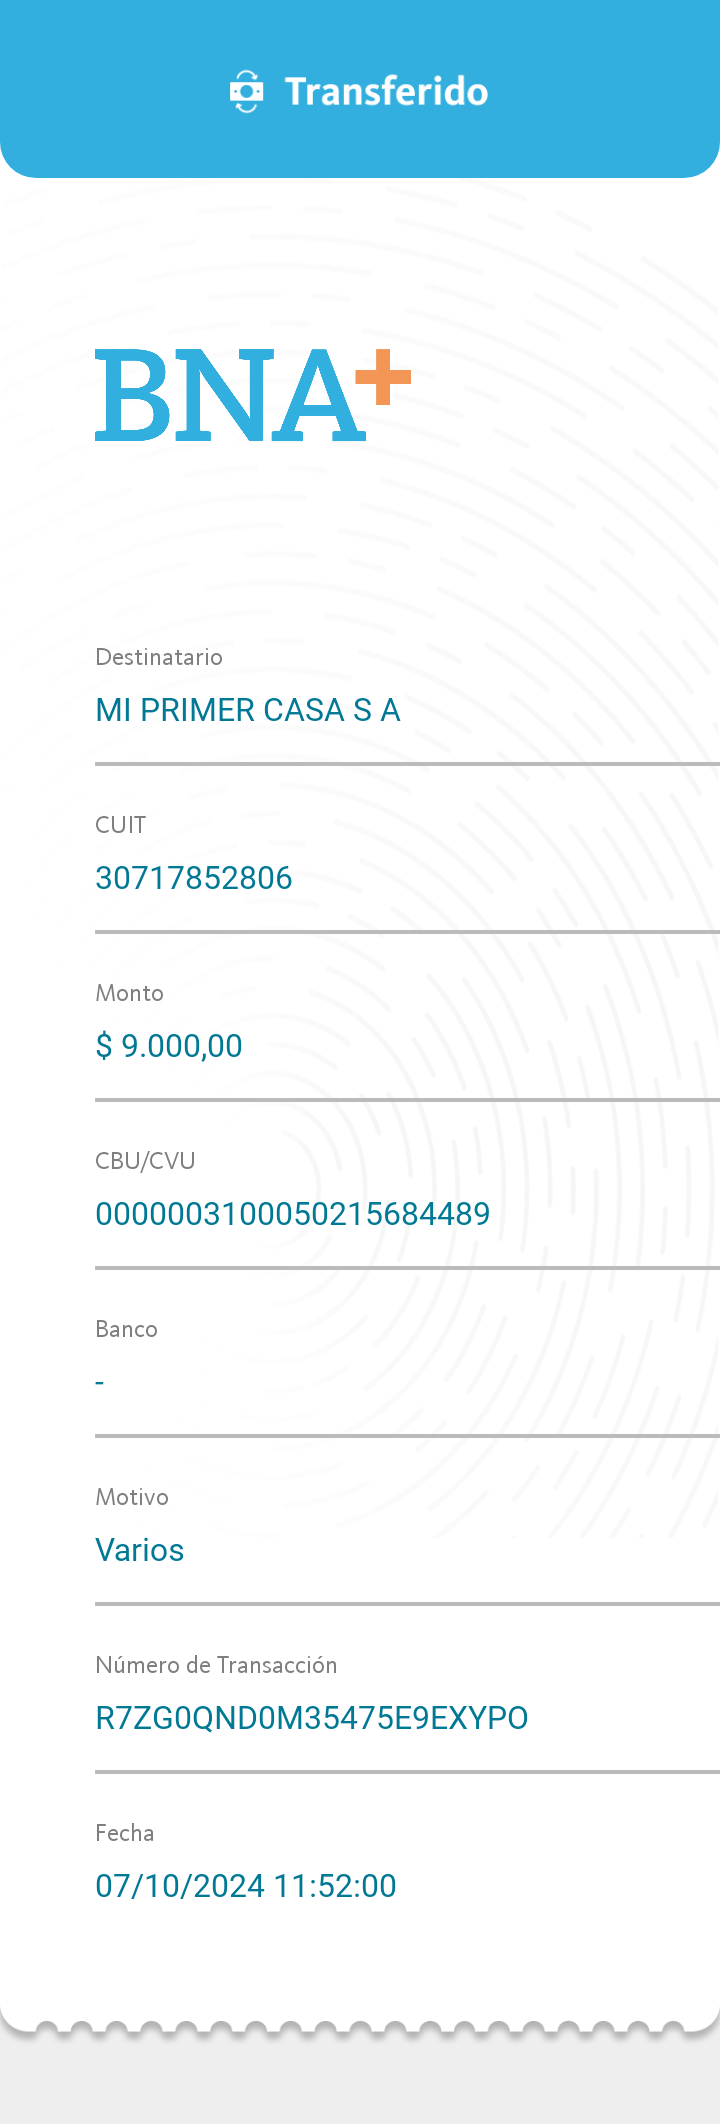 Transferido
BNA+
Destinatario
MI PRIMER CASA S A
CUIT
30717852806
Monto
$ 9.000,00
CBU/CVU
0000003100050215684489
Banco
-
Motivo
Varios
Número de Transacción
R7ZG0QND0M35475E9EXYPO
Fecha
07/10/2024 11:52:00